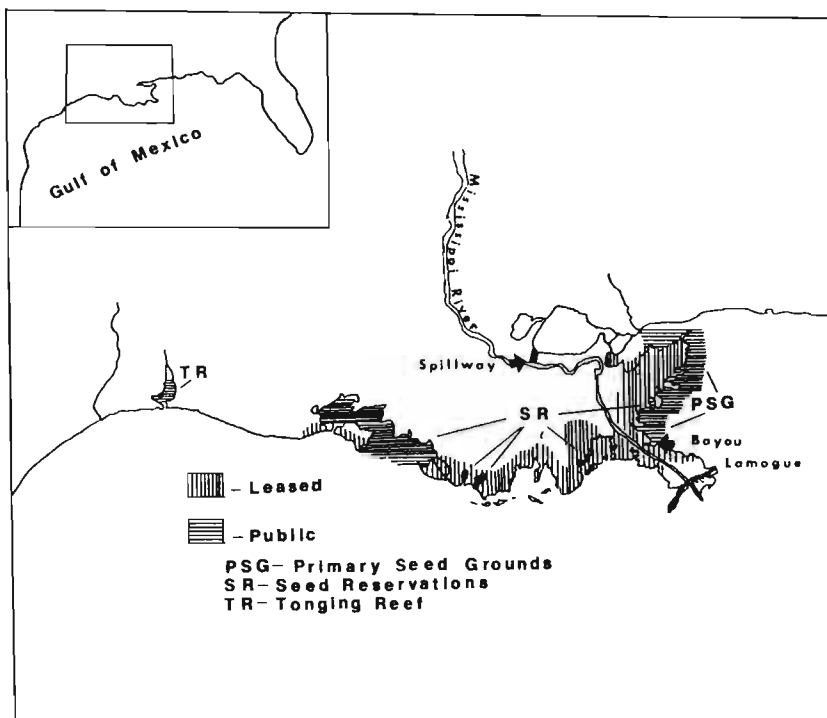 Gulf of Mexico
Mississippi River
Spillway
TR
SR
PSG
Bayou
Lamogue
- Leased
- Public
PSG- Primary Seed Grounds
SR- Seed Reservations
TR- Tonging Reef